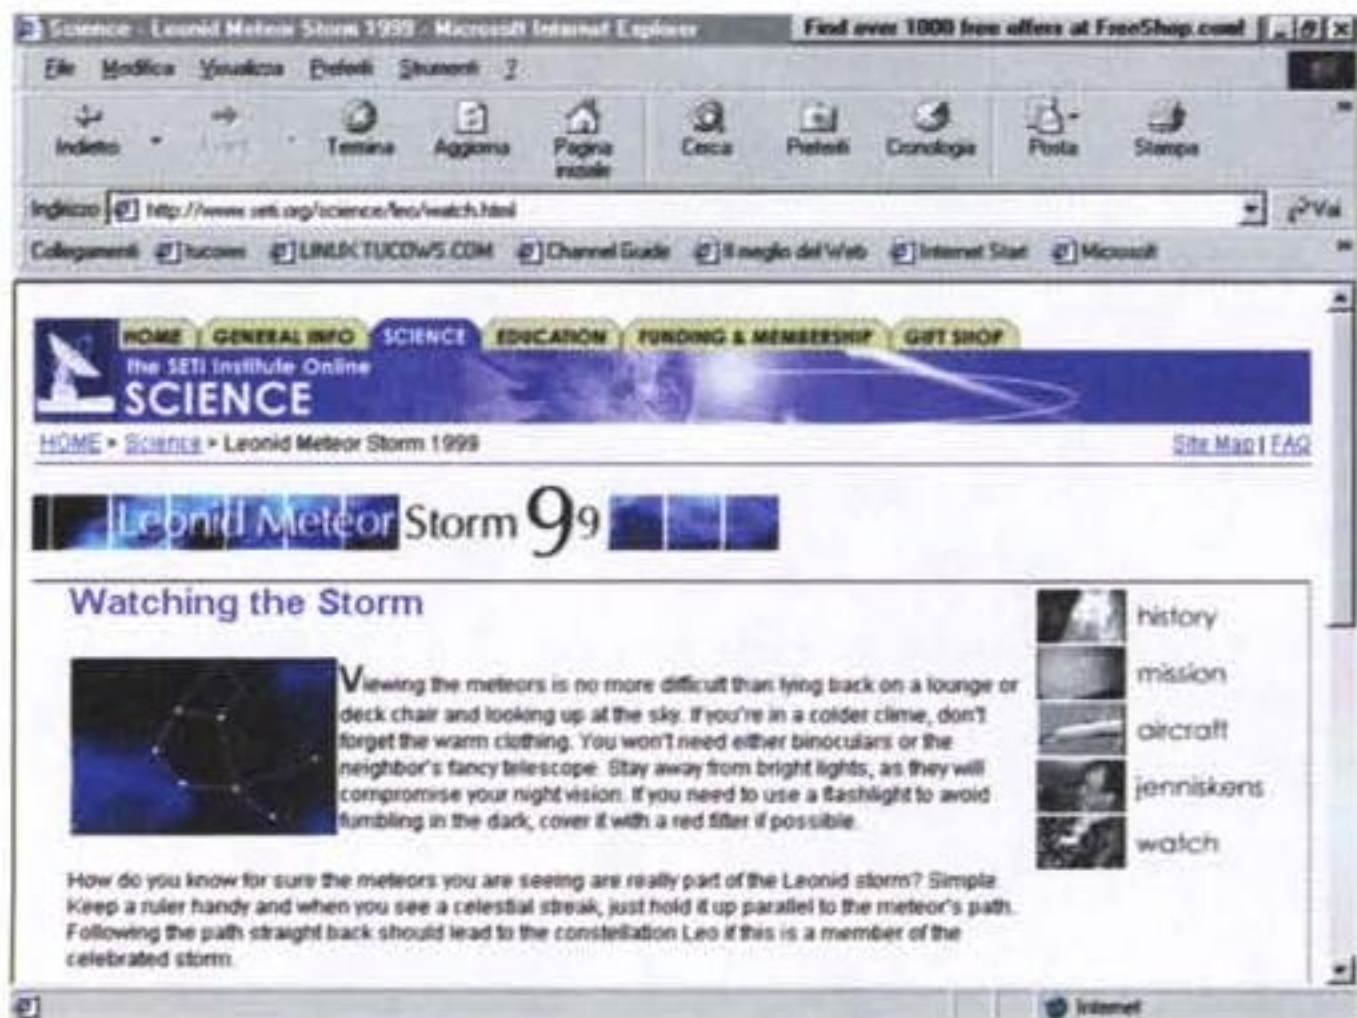 Science - Leonid Meteor Storm 1999 - Microsoft Internet Explorer Find over 1000 free offers at FreeShop.com!
File Modifica Visualizza Preferiti Strumenti ?
Indietro Termina Aggiorna Pagina iniziale Cerca Preferiti Cronologia Posta Stampa
Indirizzo http://www.seti.org/science/leo/watch.html Vai
Collegamenti tucows LINUX.TUCOWS.COM Channel Guide Il meglio del Web Internet Start Microsoft
HOME GENERAL INFO SCIENCE EDUCATION FUNDING & MEMBERSHIP GIFT SHOP
the SETI Institute Online
SCIENCE
HOME > Science > Leonid Meteor Storm 1999 Site Map | FAQ
Leonid Meteor Storm 99
Watching the Storm
Viewing the meteors is no more difficult than lying back on a lounge or
deck chair and looking up at the sky. If you're in a colder clime, don't
forget the warm clothing. You won't need either binoculars or the
neighbor's fancy telescope. Stay away from bright lights, as they will
compromise your night vision. If you need to use a flashlight to avoid
fumbling in the dark, cover it with a red filter if possible.
history
mission
aircraft
jenniskens
watch
How do you know for sure the meteors you are seeing are really part of the Leonid storm? Simple.
Keep a ruler handy and when you see a celestial streak, just hold it up parallel to the meteor's path.
Following the path straight back should lead to the constellation Leo if this is a member of the
celebrated storm.
Internet